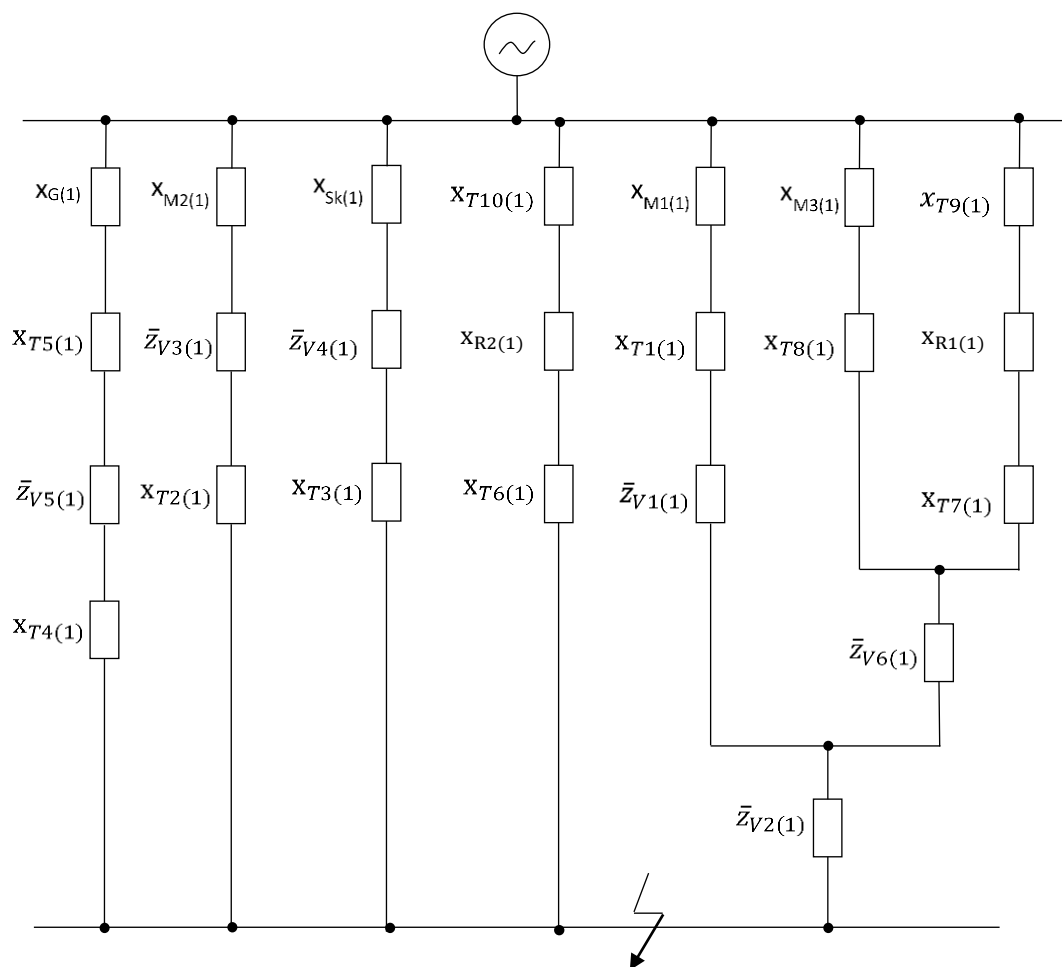 x_G(1) x_M2(1) x_Sk(1) x_T10(1) x_M1(1) x_M3(1) x_T9(1)
x_T5(1) z̄_V3(1) z̄_V4(1) x_R2(1) x_T1(1) x_T8(1) x_R1(1)
z̄_V5(1) x_T2(1) x_T3(1) x_T6(1) z̄_V1(1) x_T7(1)
x_T4(1) z̄_V6(1)
z̄_V2(1)